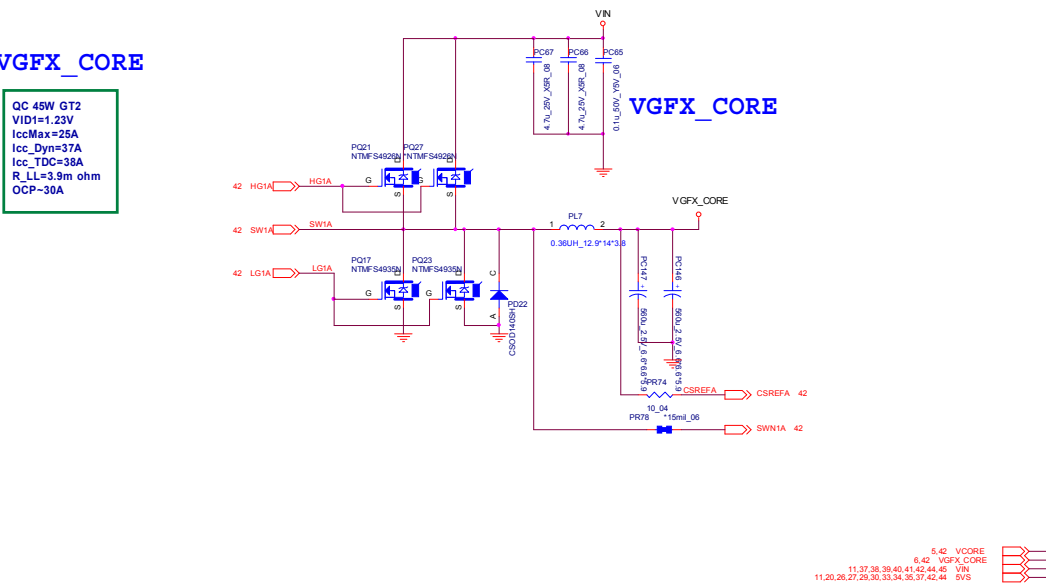 VIN
VGFX_CORE
QC 45W GT2
VID1=1.23V
IccMax=25A
Icc_Dyn=37A
Icc_TDC=38A
R_LL=3.9m ohm
OCP~30A
PC67
PC66
PC65
4.7u_25V_X5R_08
4.7u_25V_X5R_08
0.1u_50V_Y5V_06
VGFX_CORE
PQ21
NTMFS4926N
PQ27
*NTMFS4926N
D
D
G
G
S
S
42 HG1A
HG1A
42 SW1A
SW1A
42 LG1A
LG1A
PQ17
NTMFS4935N
PQ23
NTMFS4935N
D
D
G
G
S
S
C
A
PD22
CSOD140SH
1
PL7
2
0.36UH_12.9*14*3.8
VGFX_CORE
PC147
+
560u_2.5V_6.6*6.6*5.9
PC146
+
560u_2.5V_6.6*6.6*5.9
PR74
10_04
CSREFA
CSREFA 42
PR78
*15mil_06
SWN1A 42
5,42 VCORE
6,42 VGFX_CORE
11,37,38,39,40,41,42,44,45 VIN
11,20,26,27,29,30,33,34,35,37,42,44 5VS